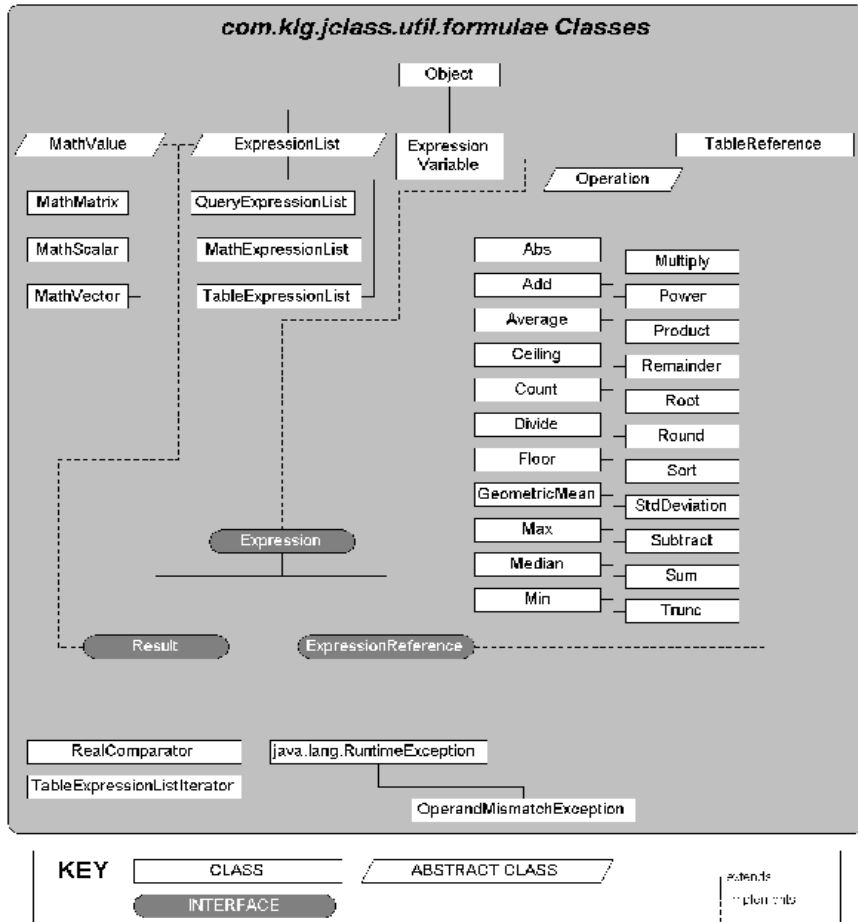 com.klg.jclass.util.formulae Classes
Object
MathValue
ExpressionList
Expression
Variable
TableReference
Operation
MathMatrix
QueryExpressionList
MathScalar
MathExpressionList
MathVector
TableExpressionList
Abs
Multiply
Add
Power
Average
Product
Ceiling
Remainder
Count
Root
Divide
Round
Floor
Sort
GeometricMean
StdDeviation
Max
Subtract
Median
Sum
Min
Trunc
Expression
Result
ExpressionReference
RealComparator
java.lang.RuntimeException
TableExpressionListIterator
OperandMismatchException
KEY
CLASS
ABSTRACT CLASS
INTERFACE
extends
implements